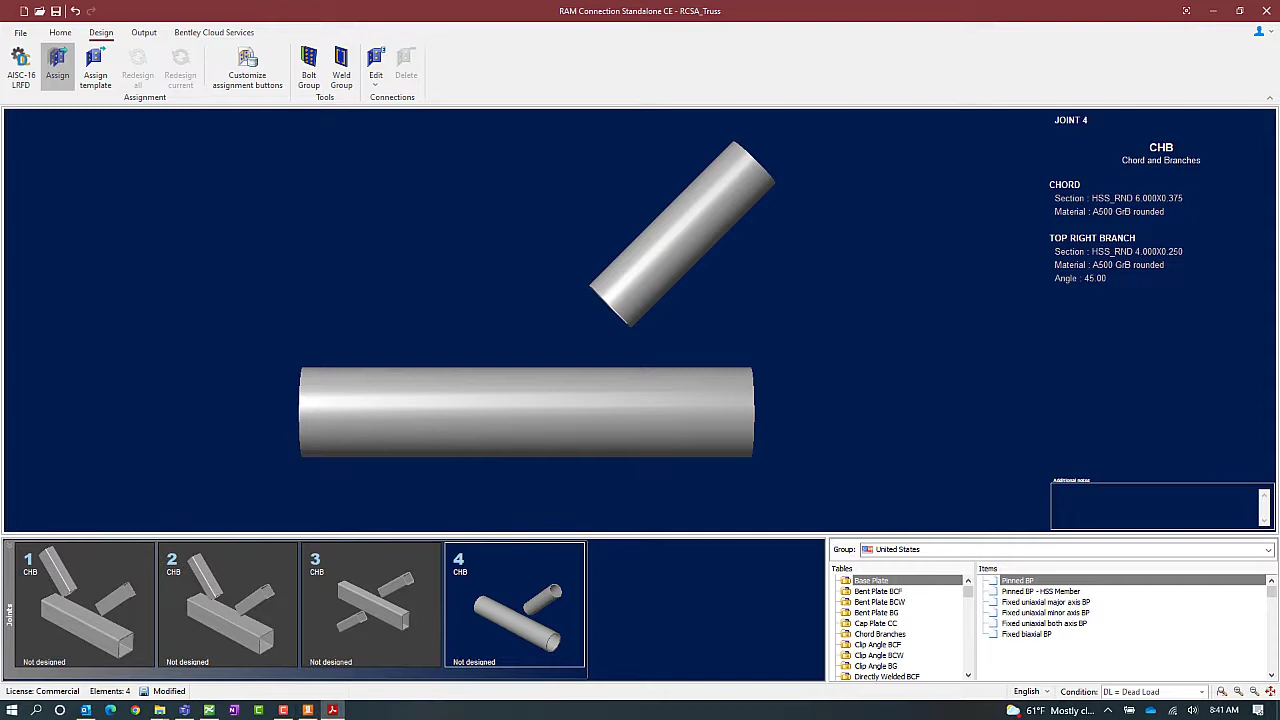 RAM Connection Standalone CE - RCSA_Truss
File Home Design Output Bentley Cloud Services
AISC-16 LRFD
Assign
Assign template
Redesign all
Redesign current
Customize assignment buttons
Bolt Group
Weld Group
Edit
Delete
Assignment Tools Connections
JOINT 4
CHB
Chord and Branches
CHORD
Section : HSS_RND 6.000X0.375
Material : A500 GrB rounded
TOP RIGHT BRANCH
Section : HSS_RND 4.000X0.250
Material : A500 GrB rounded
Angle : 45.00
Additional notes
Joints
1
CHB
Not designed
2
CHB
Not designed
3
CHB
Not designed
4
CHB
Not designed
Group: United States
Tables
Base Plate
Bent Plate BCF
Bent Plate BCW
Bent Plate BG
Cap Plate CC
Chord Branches
Clip Angle BCF
Clip Angle BCW
Clip Angle BG
Directly Welded BCF
Items
Pinned BP
Pinned BP - HSS Member
Fixed uniaxial major axis BP
Fixed uniaxial minor axis BP
Fixed uniaxial both axis BP
Fixed biaxial BP
License: Commercial Elements: 4 Modified
English Condition: DL = Dead Load
61°F Mostly cl... 8:41 AM